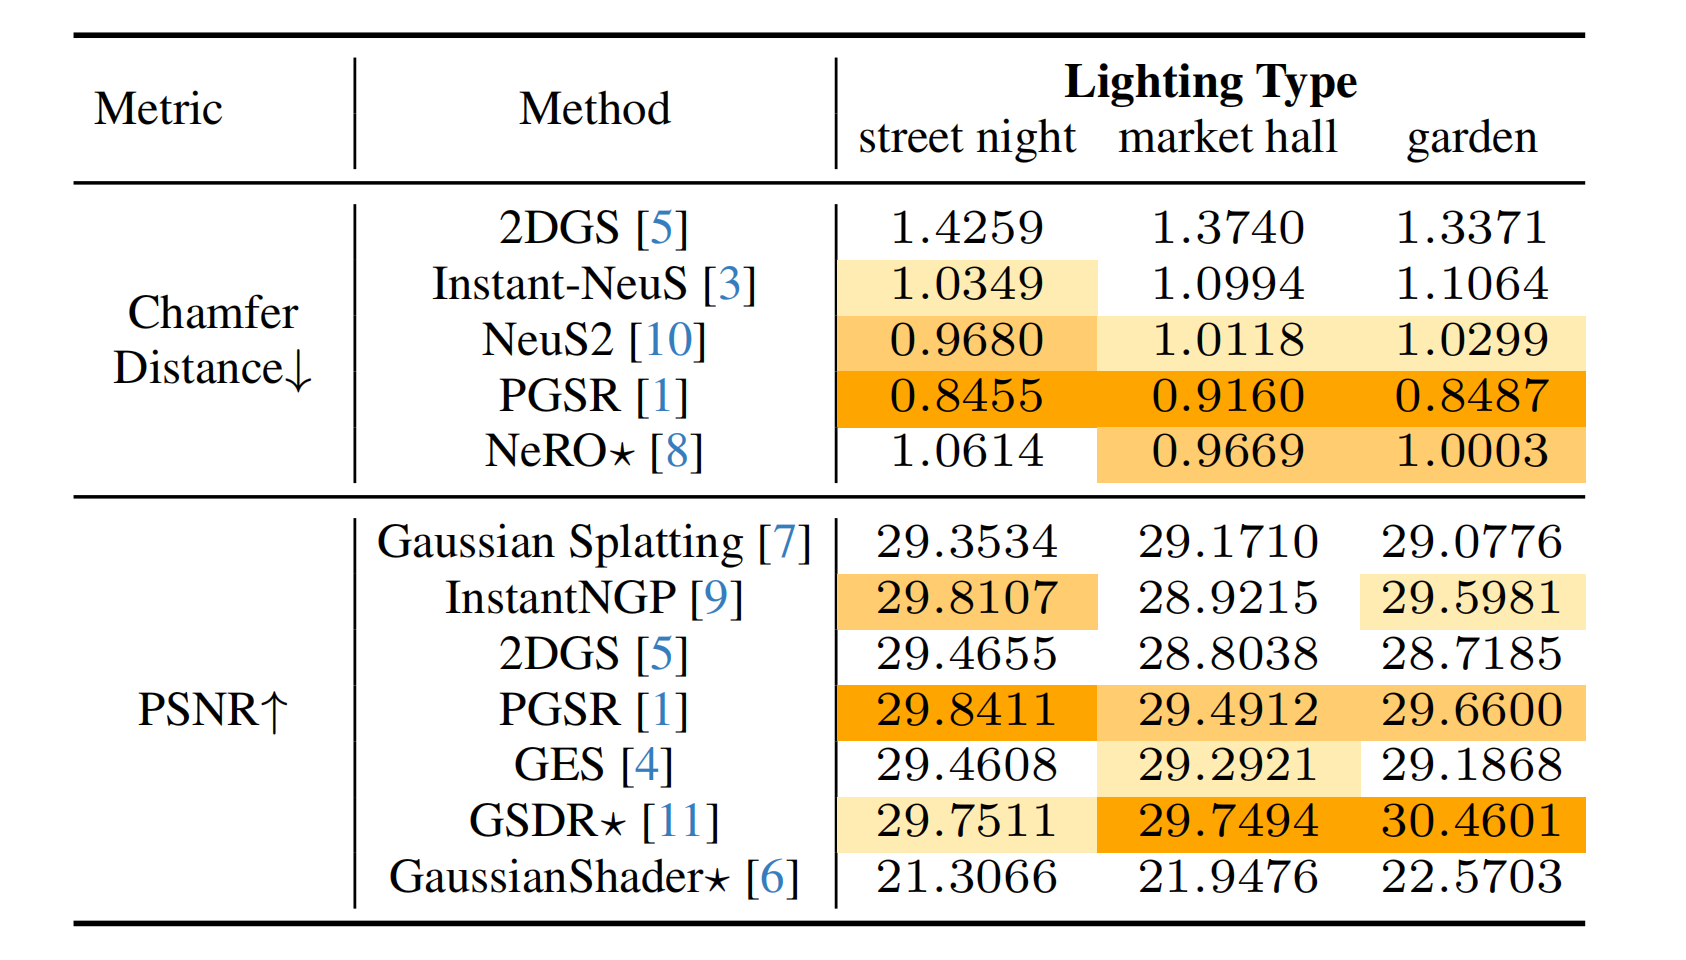 Metric Method Lighting Type
street night market hall garden
Chamfer Distance↓
2DGS [5] 1.4259 1.3740 1.3371
Instant-NeuS [3] 1.0349 1.0994 1.1064
NeuS2 [10] 0.9680 1.0118 1.0299
PGSR [1] 0.8455 0.9160 0.8487
NeRO⋆ [8] 1.0614 0.9669 1.0003
PSNR↑
Gaussian Splatting [7] 29.3534 29.1710 29.0776
InstantNGP [9] 29.8107 28.9215 29.5981
2DGS [5] 29.4655 28.8038 28.7185
PGSR [1] 29.8411 29.4912 29.6600
GES [4] 29.4608 29.2921 29.1868
GSDR⋆ [11] 29.7511 29.7494 30.4601
GaussianShader⋆ [6] 21.3066 21.9476 22.5703